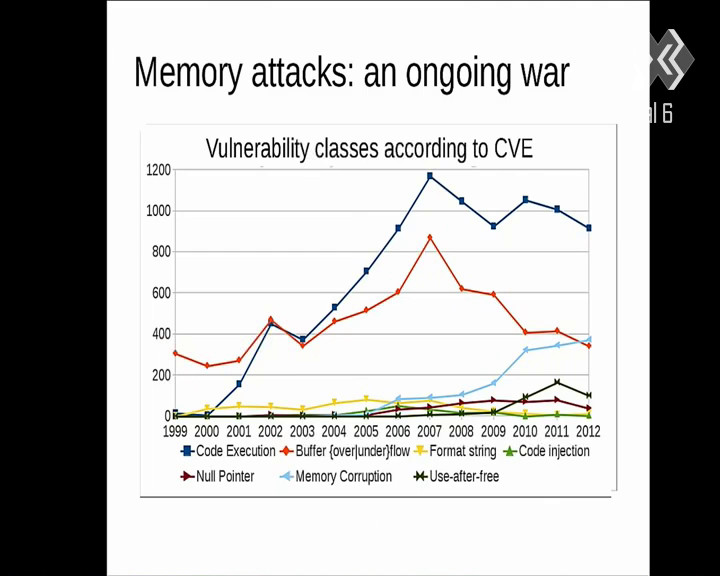 Memory attacks: an ongoing war
al 6
Vulnerability classes according to CVE
1200
1000
800
600
400
200
0
1999 2000 2001 2002 2003 2004 2005 2006 2007 2008 2009 2010 2011 2012
Code Execution Buffer {over|under}flow Format string Code injection
Null Pointer Memory Corruption Use-after-free